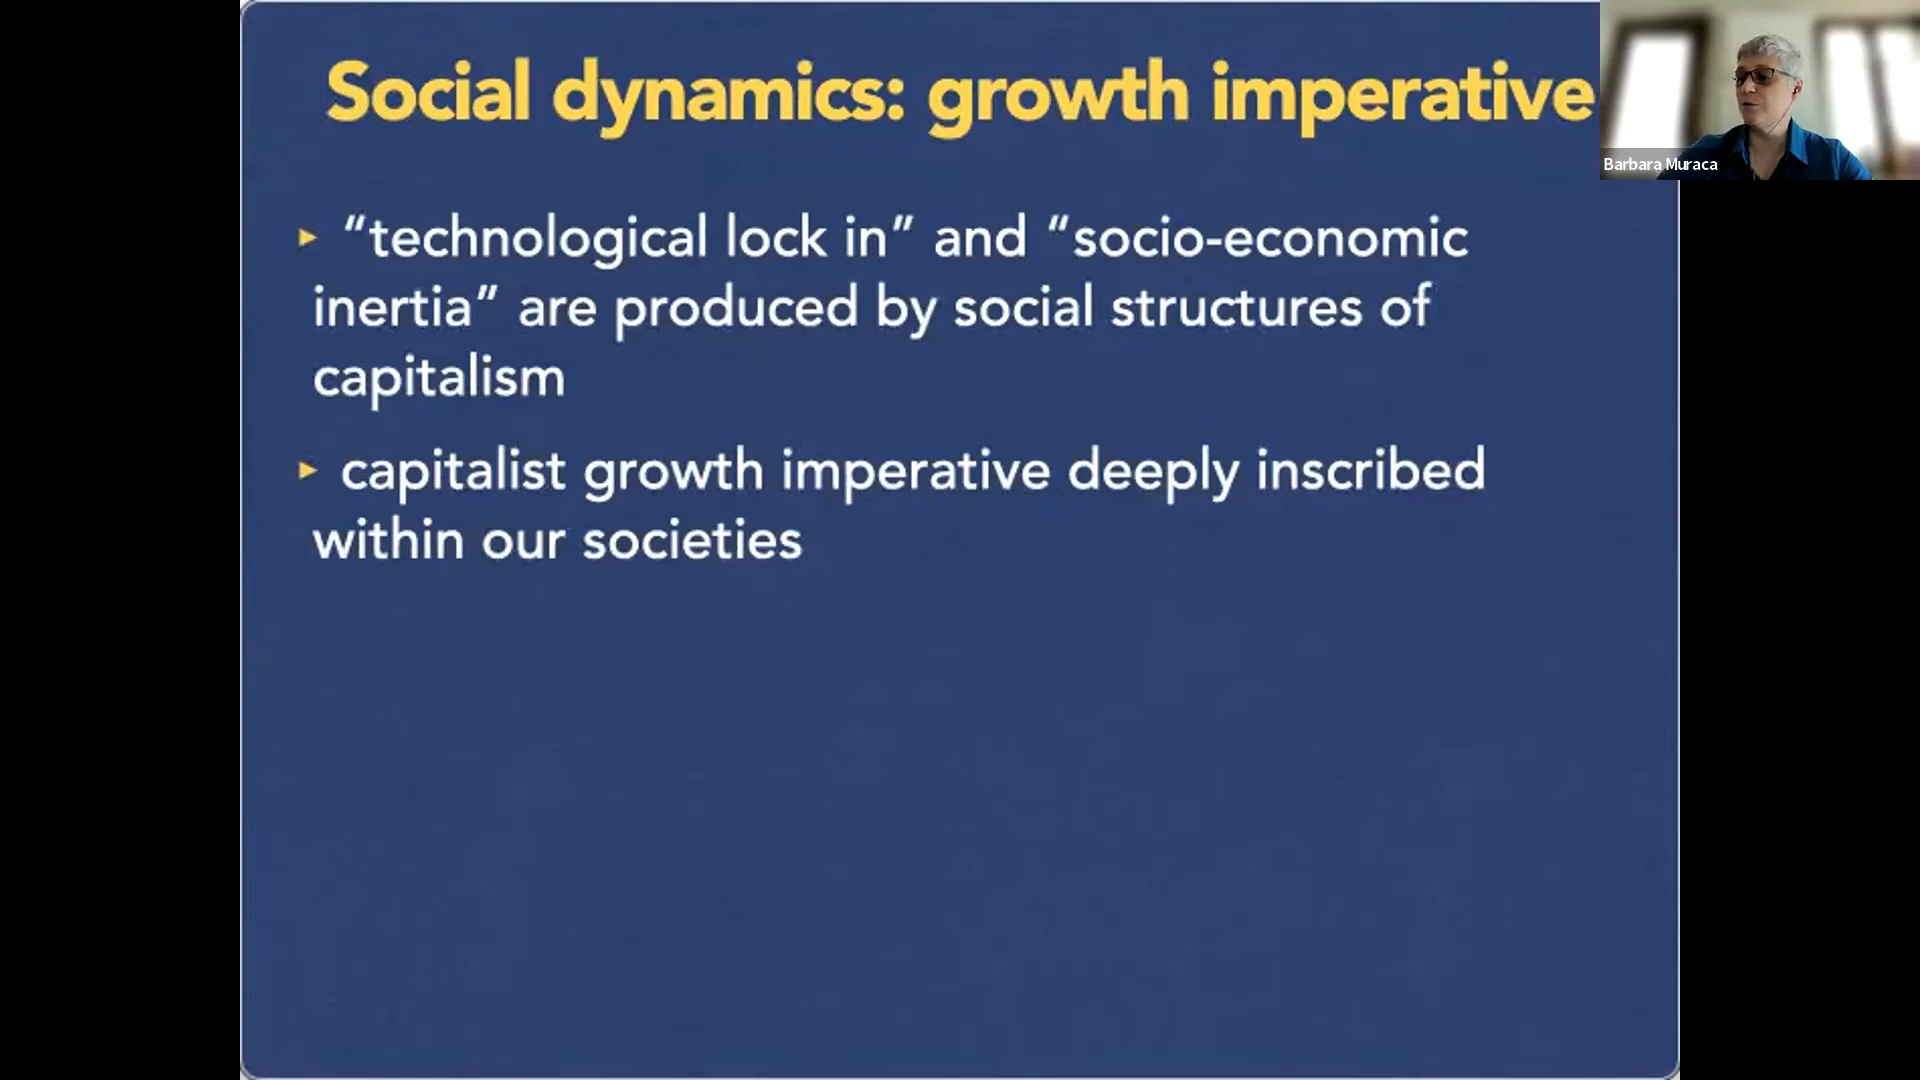 Social dynamics: growth imperative
Barbara Muraca
▸ “technological lock in” and “socio-economic
inertia” are produced by social structures of
capitalism
▸ capitalist growth imperative deeply inscribed
within our societies